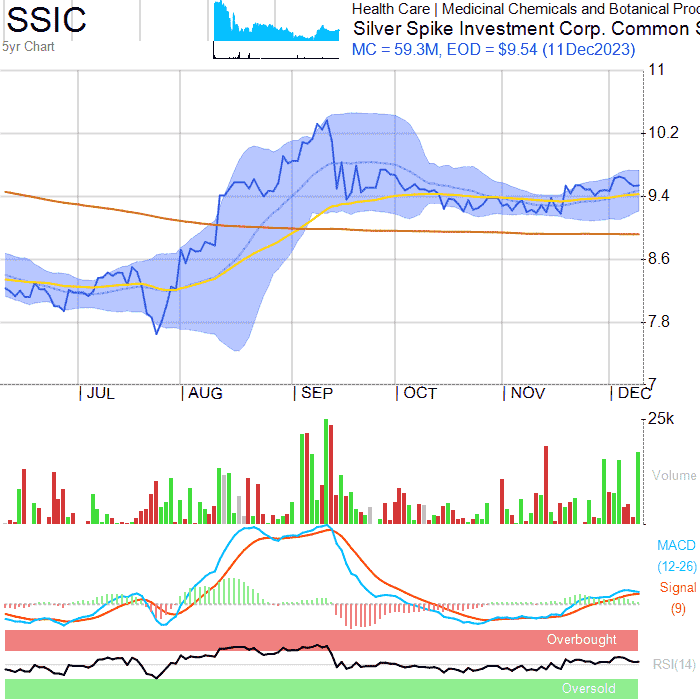 SSIC
5yr Chart
Health Care | Medicinal Chemicals and Botanical
Silver Spike Investment Corp. Common
MC = 59.3M, EOD = $9.54 (11Dec2023)
11
10.2
9.4
8.6
7.8
7
JUL AUG SEP OCT NOV DEC
25k
Volume
MACD
(12-26)
Signal
(9)
Overbought
RSI(14)
Oversold